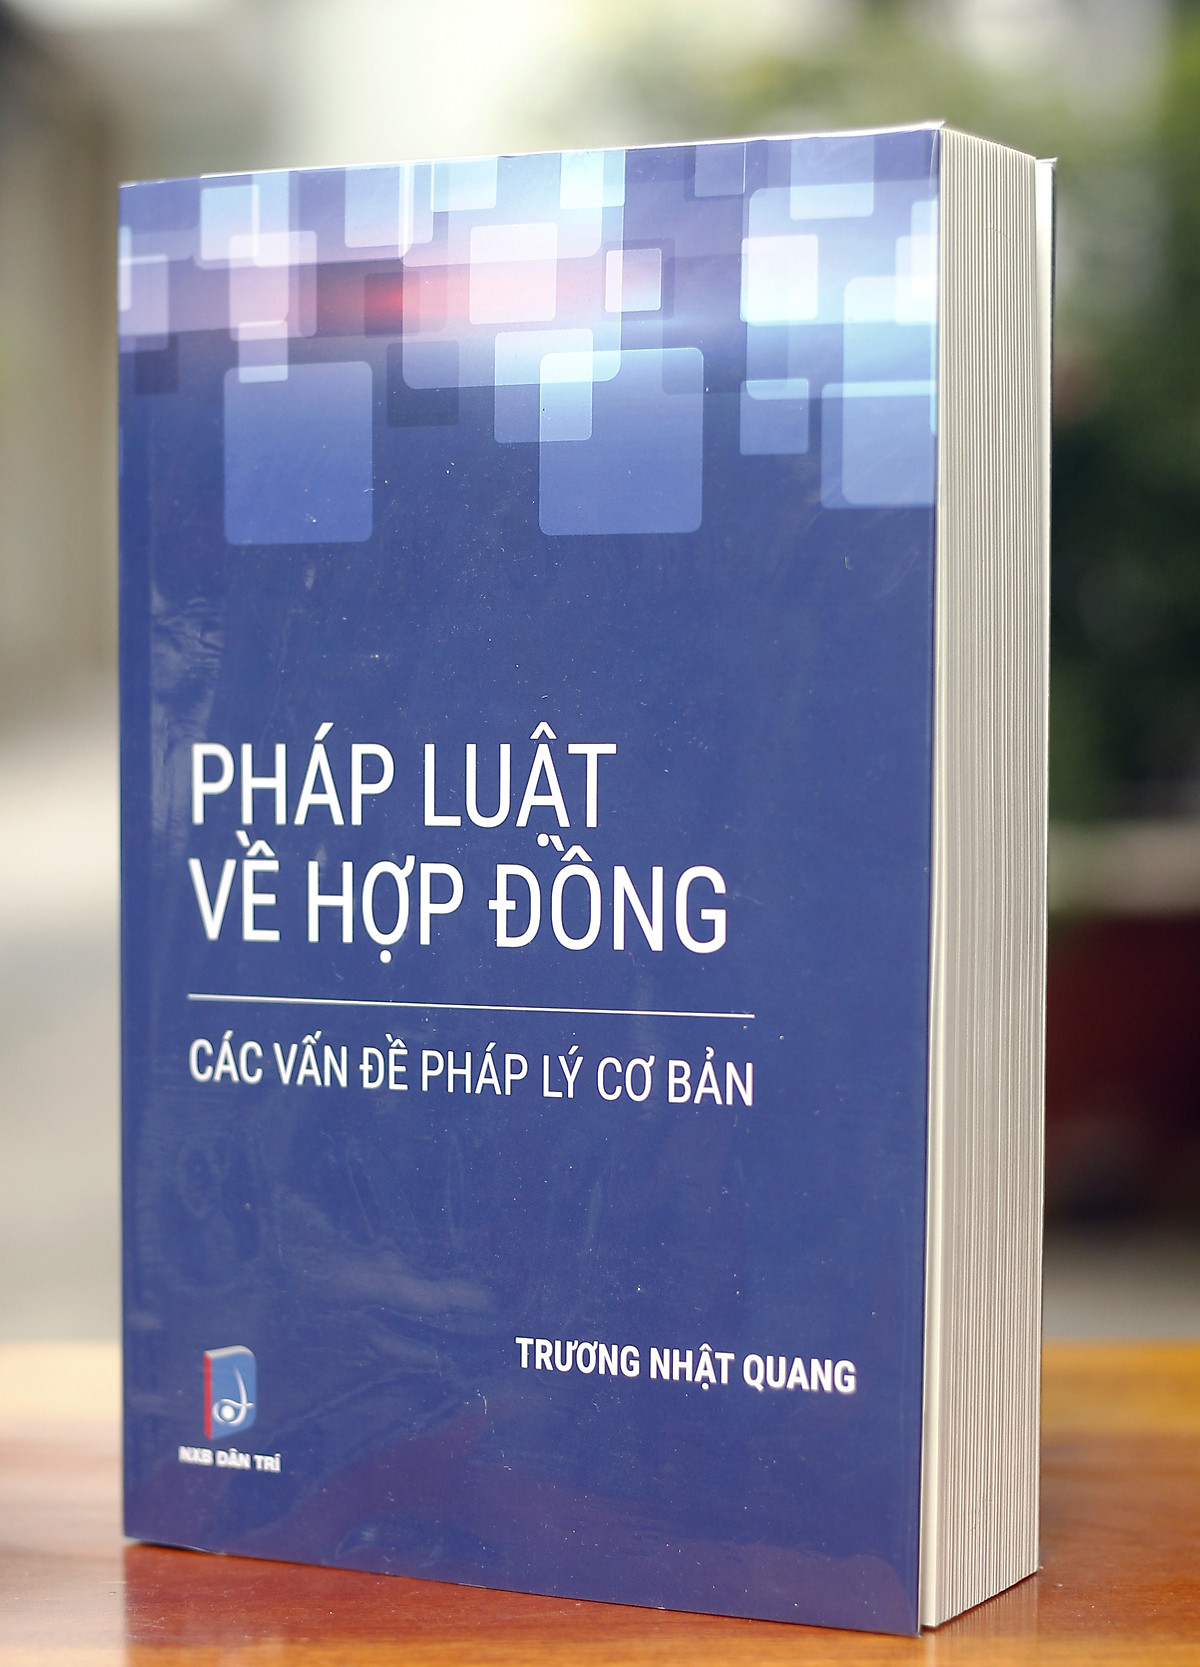 PHÁP LUẬT
VỀ HỢP ĐỒNG
CÁC VẤN ĐỀ PHÁP LÝ CƠ BẢN
TRƯƠNG NHẬT QUANG
NXB DÂN TRÍ